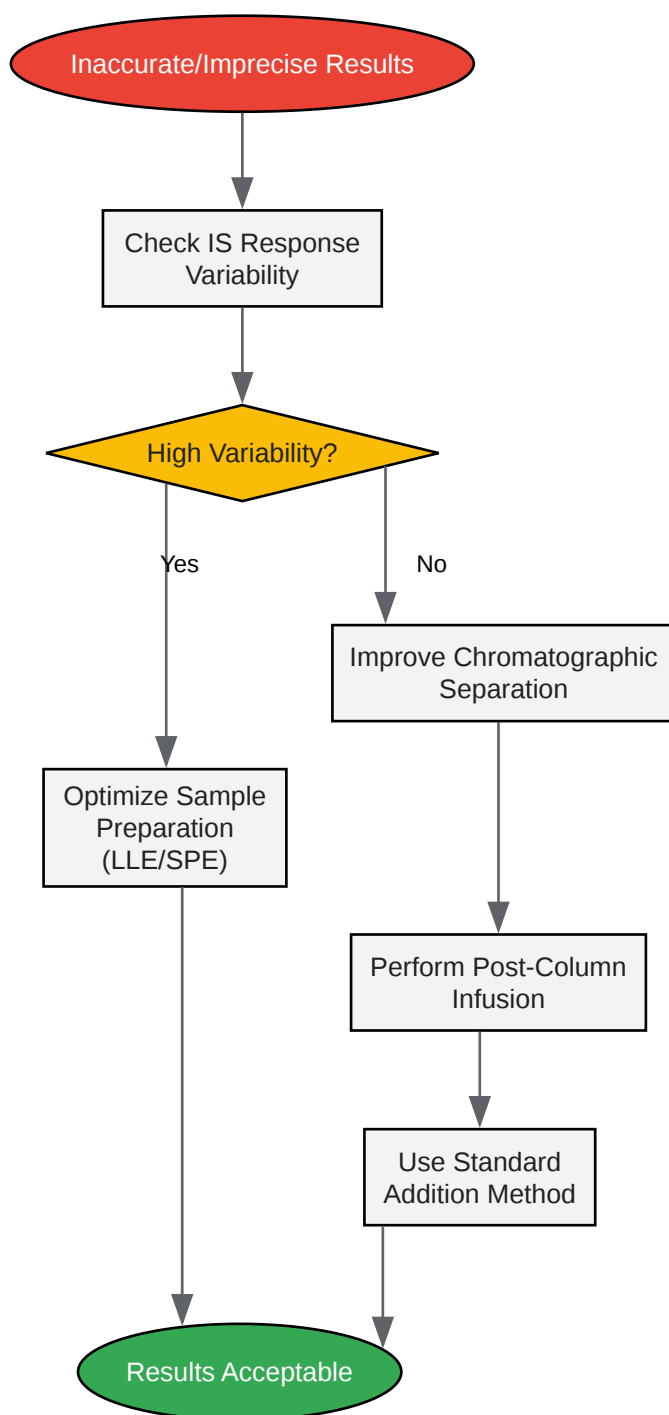 Inaccurate/Imprecise Results
Check IS Response
Variability
High Variability?
Yes
No
Improve Chromatographic
Separation
Optimize Sample
Preparation
(LLE/SPE)
Perform Post-Column
Infusion
Use Standard
Addition Method
Results Acceptable